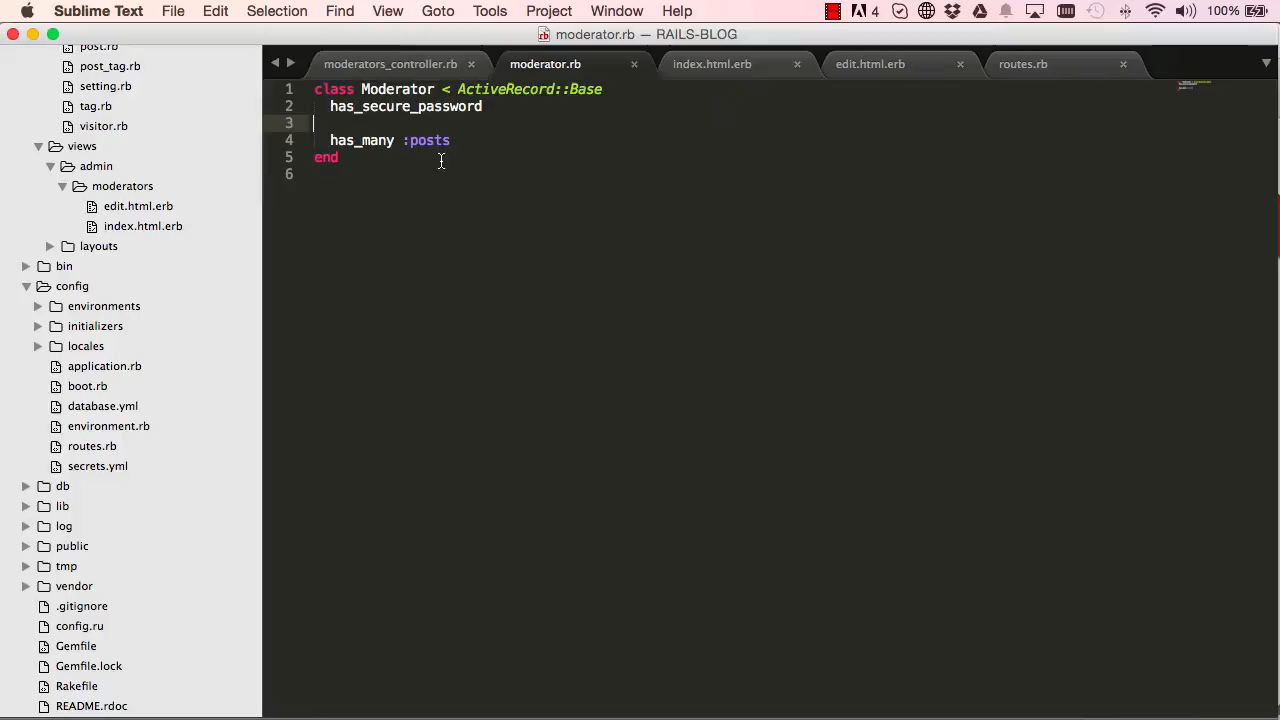 Sublime Text File Edit Selection Find View Goto Tools Project Window Help 4 100%
moderator.rb — RAILS-BLOG
moderators_controller.rb × moderator.rb × index.html.erb × edit.html.erb × routes.rb ×
post.rb
post_tag.rb
setting.rb
tag.rb
visitor.rb
views
admin
moderators
edit.html.erb
index.html.erb
layouts
bin
config
environments
initializers
locales
application.rb
boot.rb
database.yml
environment.rb
routes.rb
secrets.yml
db
lib
log
public
tmp
vendor
.gitignore
config.ru
Gemfile
Gemfile.lock
Rakefile
README.rdoc
1 class Moderator < ActiveRecord::Base
2 has_secure_password
3
4 has_many :posts
5 end
6